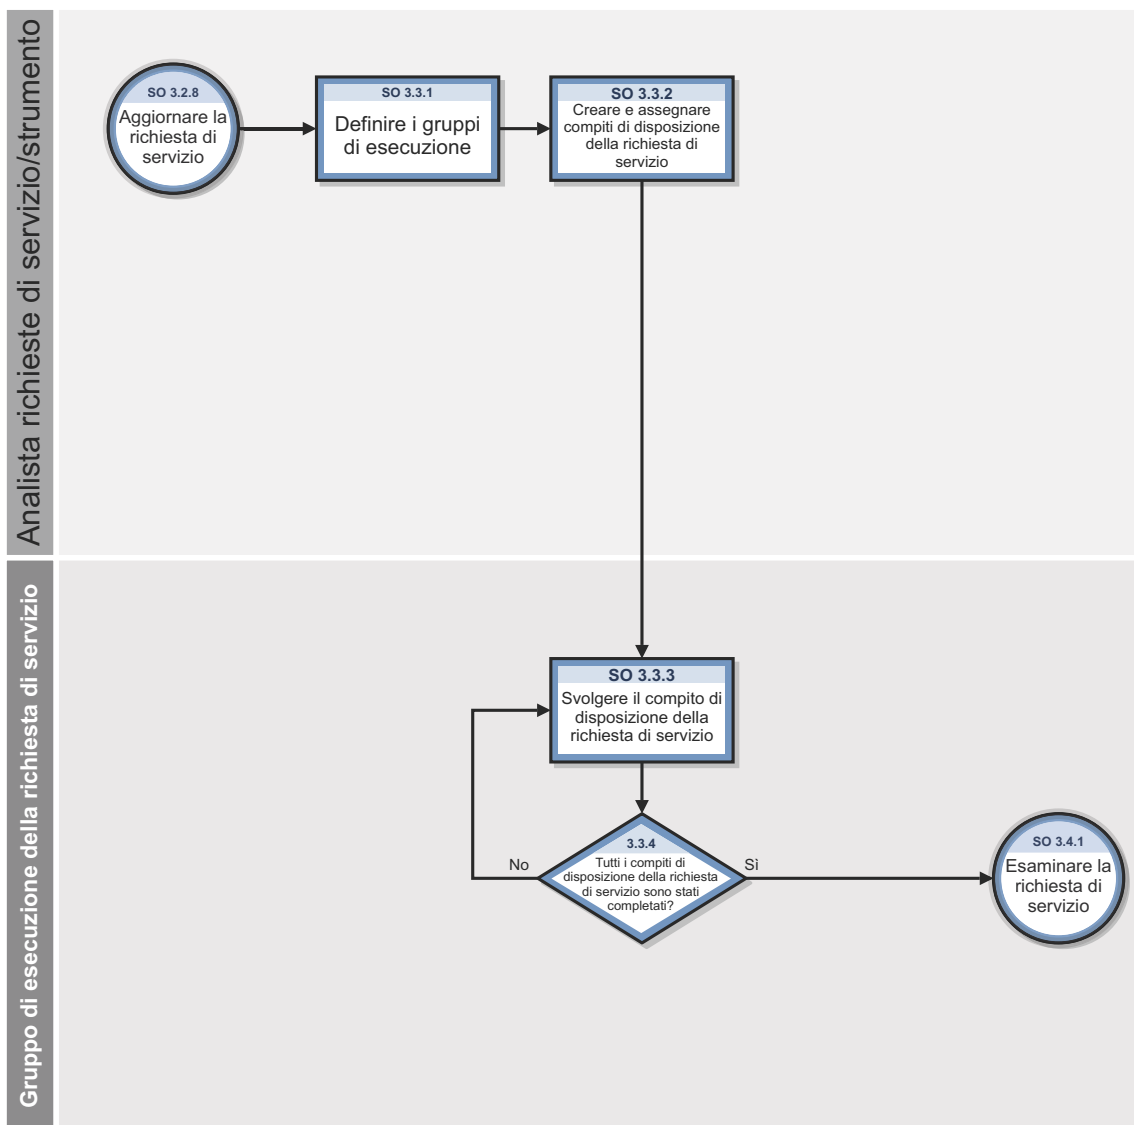 Analista richieste di servizio/strumento
SO 3.2.8
Aggiornare la
richiesta di
servizio
SO 3.3.1
Definire i gruppi
di esecuzione
SO 3.3.2
Creare e assegnare
compiti di disposizione
della richiesta di
servizio
Gruppo di esecuzione della richiesta di servizio
SO 3.3.3
Svolgere il compito di
disposizione della
richiesta di servizio
3.3.4
Tutti i compiti di
disposizione della richiesta
di servizio sono stati
completati?
No
Sì
SO 3.4.1
Esaminare la
richiesta di
servizio